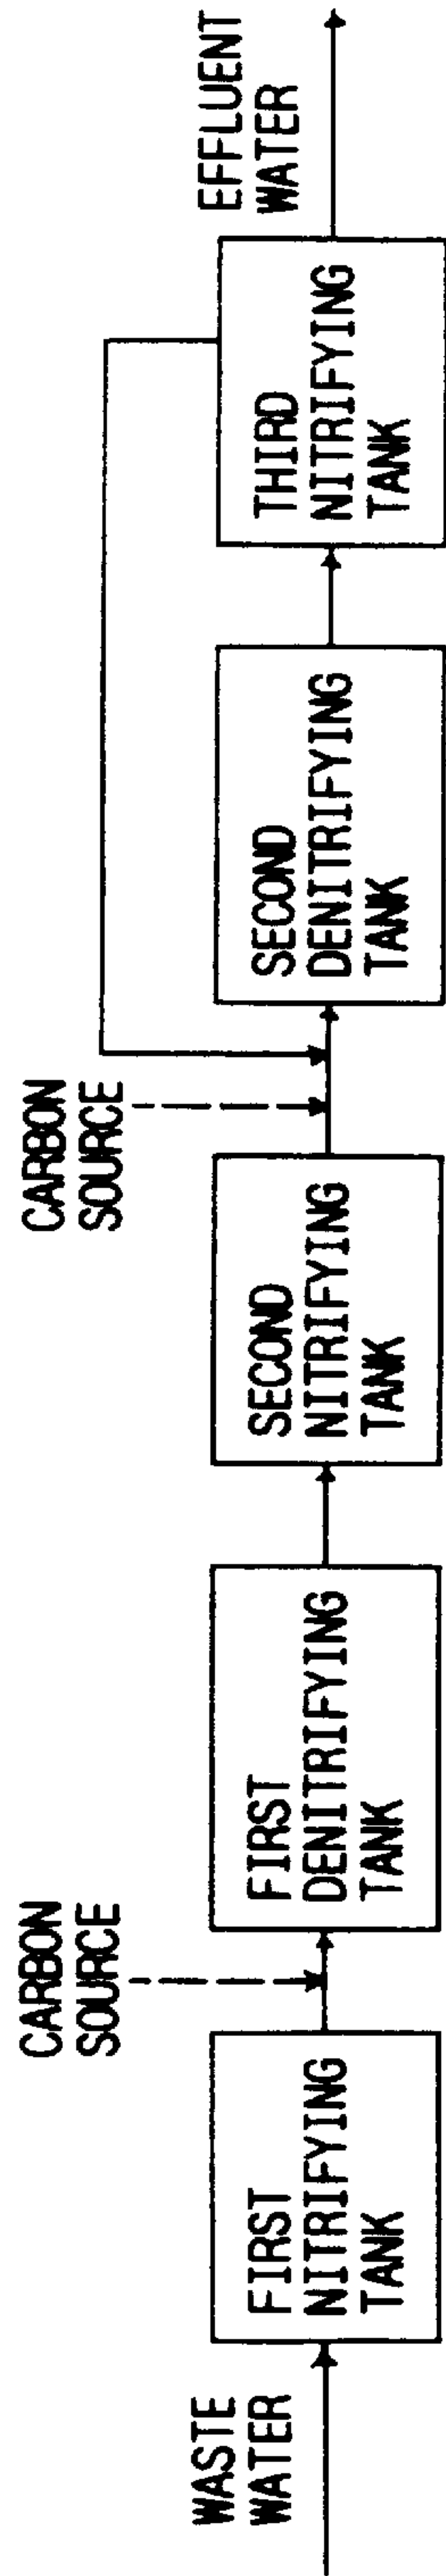 WASTE
WATER
FIRST
NITRIFYING
TANK
CARBON
SOURCE
FIRST
DENITRIFYING
TANK
SECOND
NITRIFYING
TANK
CARBON
SOURCE
SECOND
DENITRIFYING
TANK
THIRD
NITRIFYING
TANK
EFFLUENT
WATER